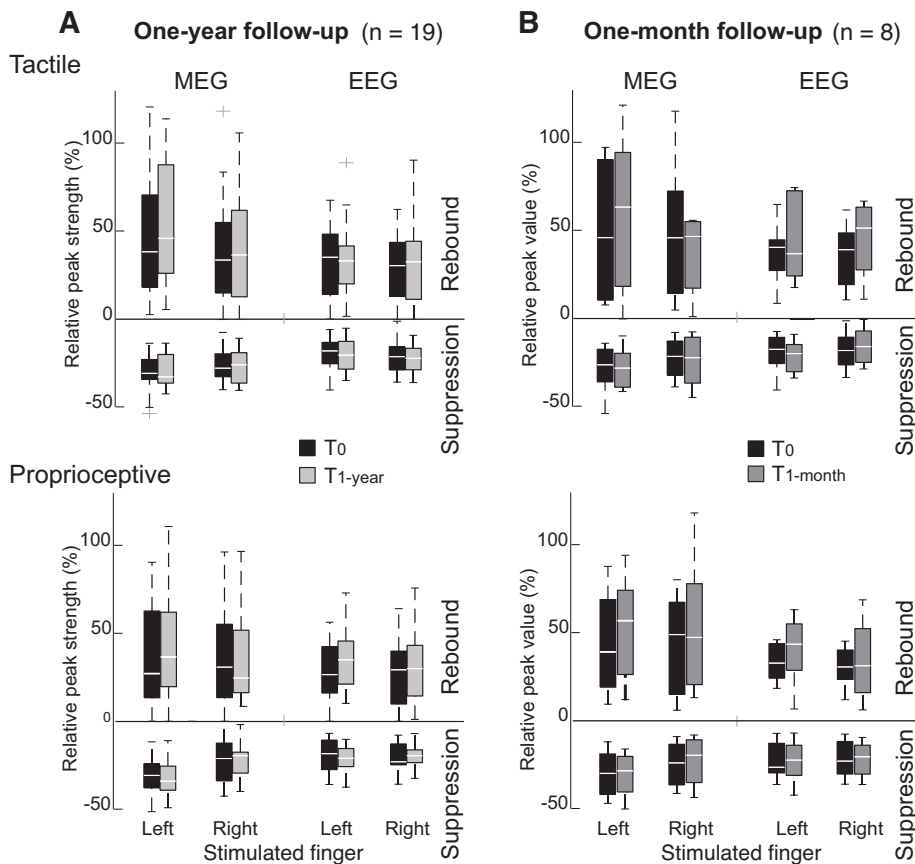 A One-year follow-up (n = 19)
B One-month follow-up (n = 8)
Tactile
MEG EEG
MEG EEG
Relative peak strength (%)
100
50
0
-50
Rebound
Suppression
Relative peak value (%)
100
50
0
-50
Rebound
Suppression
T0
T1-year
T0
T1-month
Proprioceptive
Relative peak strength (%)
100
50
0
-50
Rebound
Suppression
Left Right Left Right
Stimulated finger
Relative peak value (%)
100
50
0
-50
Rebound
Suppression
Left Right Left Right
Stimulated finger